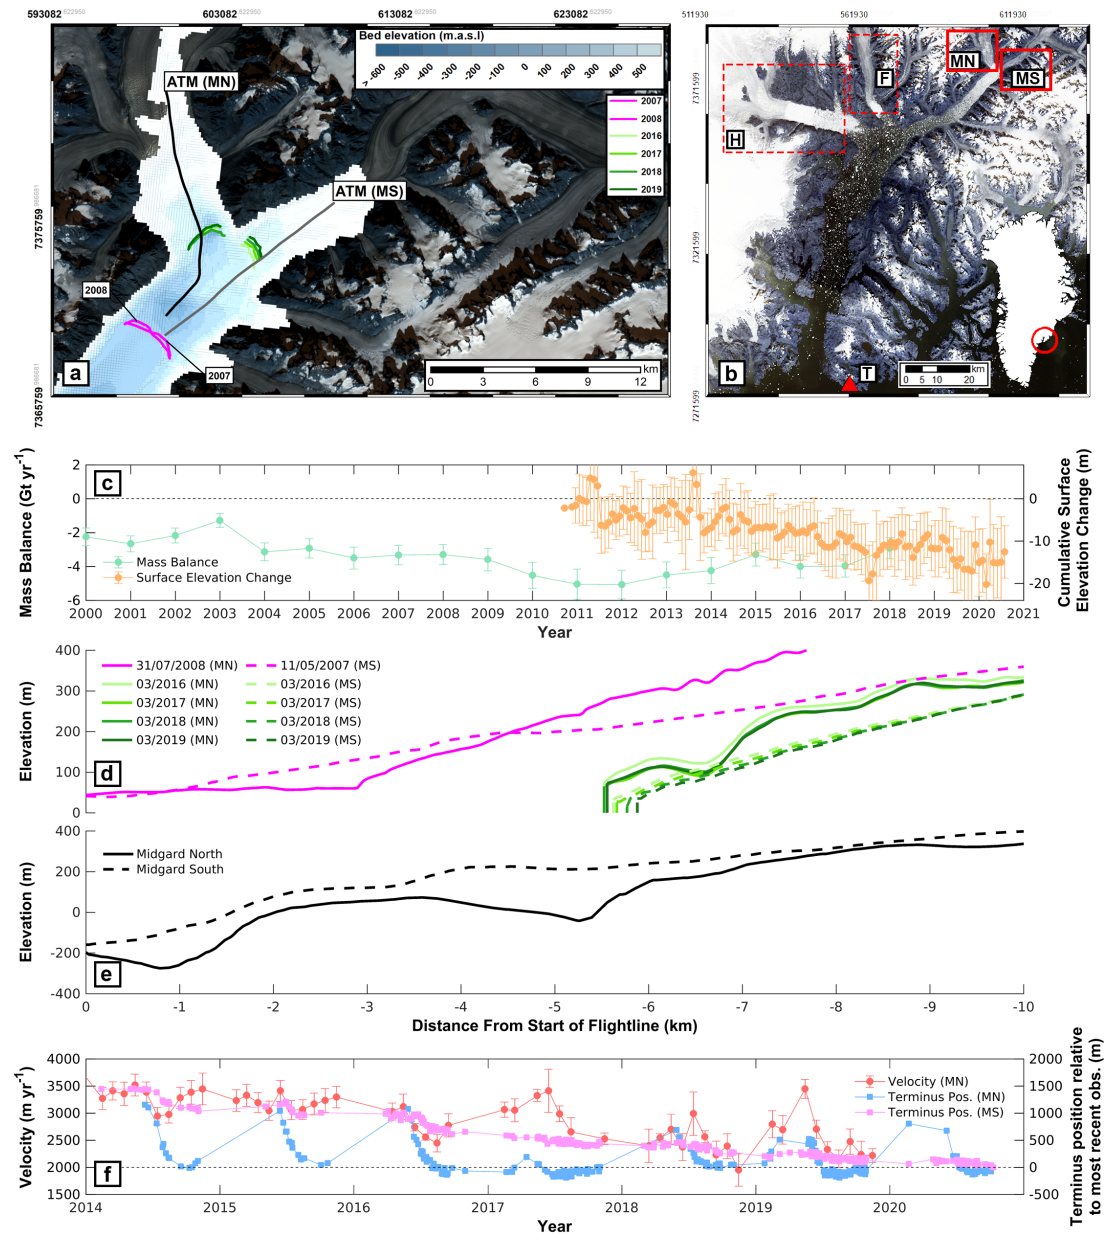 593082 622950
603082 622950
613082 622950
623082 622950
7375759 986681
7365759 986681
Bed elevation (m.a.s.l)
>-600 -500 -400 -300 -200 -100 0 100 200 300 400 500
2007
2008
2016
2017
2018
2019
ATM (MN)
ATM (MS)
2008
2007
a
km
0 3 6 9 12
511930 561930 611930
7371599
7321599
7271599
MN
MS
F
H
T
b
km
0 5 10 20
c
Mass Balance (Gt yr-1)
2
0
-2
-4
-6
Mass Balance
Surface Elevation Change
0
-10
-20
Cumulative Surface
Elevation Change (m)
2000 2001 2002 2003 2004 2005 2006 2007 2008 2009 2010 2011 2012 2013 2014 2015 2016 2017 2018 2019 2020 2021
Year
Elevation (m)
400
300
200
100
0
31/07/2008 (MN) 11/05/2007 (MS)
03/2016 (MN) 03/2016 (MS)
03/2017 (MN) 03/2017 (MS)
03/2018 (MN) 03/2018 (MS)
03/2019 (MN) 03/2019 (MS)
d
Elevation (m)
400
200
0
-200
-400
Midgard North
Midgard South
e
0 -1 -2 -3 -4 -5 -6 -7 -8 -9 -10
Distance From Start of Flightline (km)
Velocity (m yr-1)
4000
3500
3000
2500
2000
1500
Velocity (MN)
Terminus Pos. (MN)
Terminus Pos. (MS)
f
2000
1500
1000
500
0
-500
Terminus position relative
to most recent obs. (m)
2014 2015 2016 2017 2018 2019 2020
Year